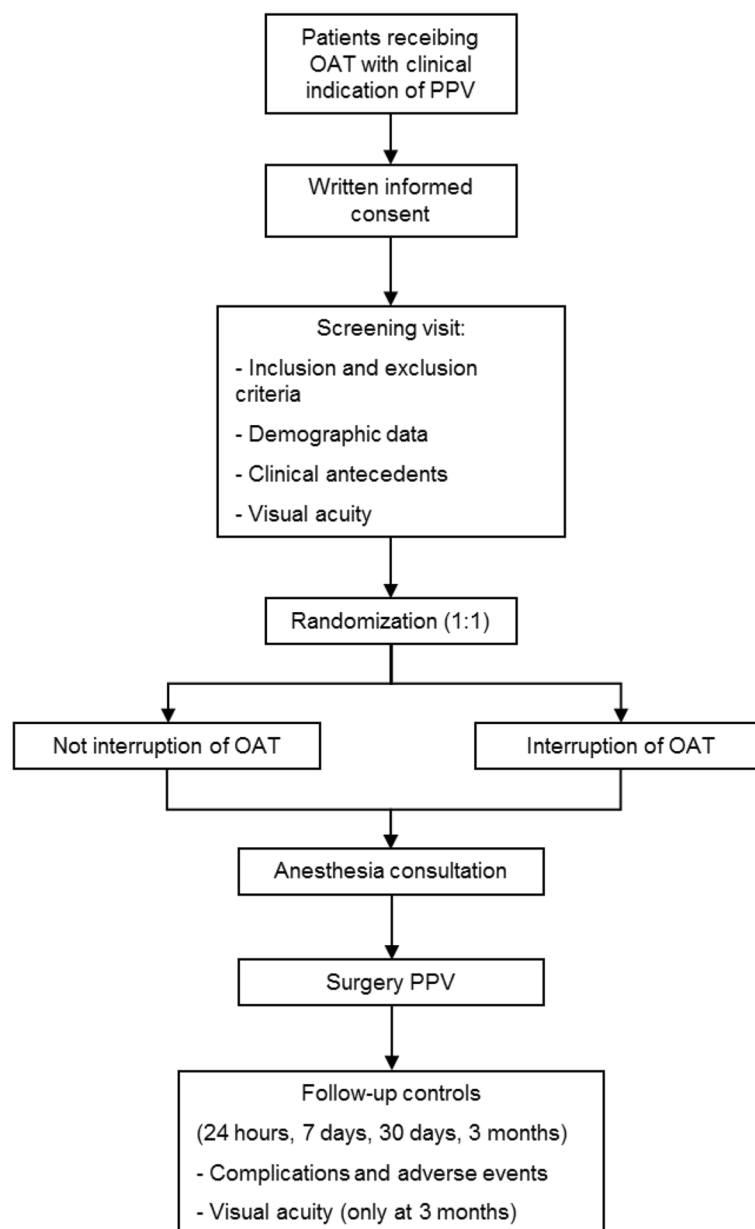 Patients receibing
OAT with clinical
indication of PPV
Written informed
consent
Screening visit:
- Inclusion and exclusion
criteria
- Demographic data
- Clinical antecedents
- Visual acuity
Randomization (1:1)
Not interruption of OAT
Interruption of OAT
Anesthesia consultation
Surgery PPV
Follow-up controls
(24 hours, 7 days, 30 days, 3 months)
- Complications and adverse events
- Visual acuity (only at 3 months)